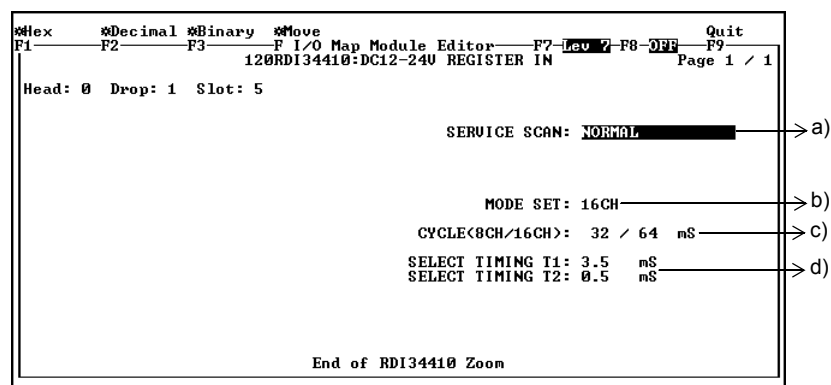 ※Hex ※Decimal ※Binary ※Move Quit
F1 F2 F3 F I/O Map Module Editor F7-Lev 7-F8-OFF F9
120RDI34410:DC12-24V REGISTER IN Page 1 / 1
Head: 0 Drop: 1 Slot: 5
SERVICE SCAN: NORMAL a)
MODE SET: 16CH b)
CYCLE(8CH/16CH): 32 / 64 mS c)
SELECT TIMING T1: 3.5 mS
SELECT TIMING T2: 0.5 mS d)
End of RDI34410 Zoom